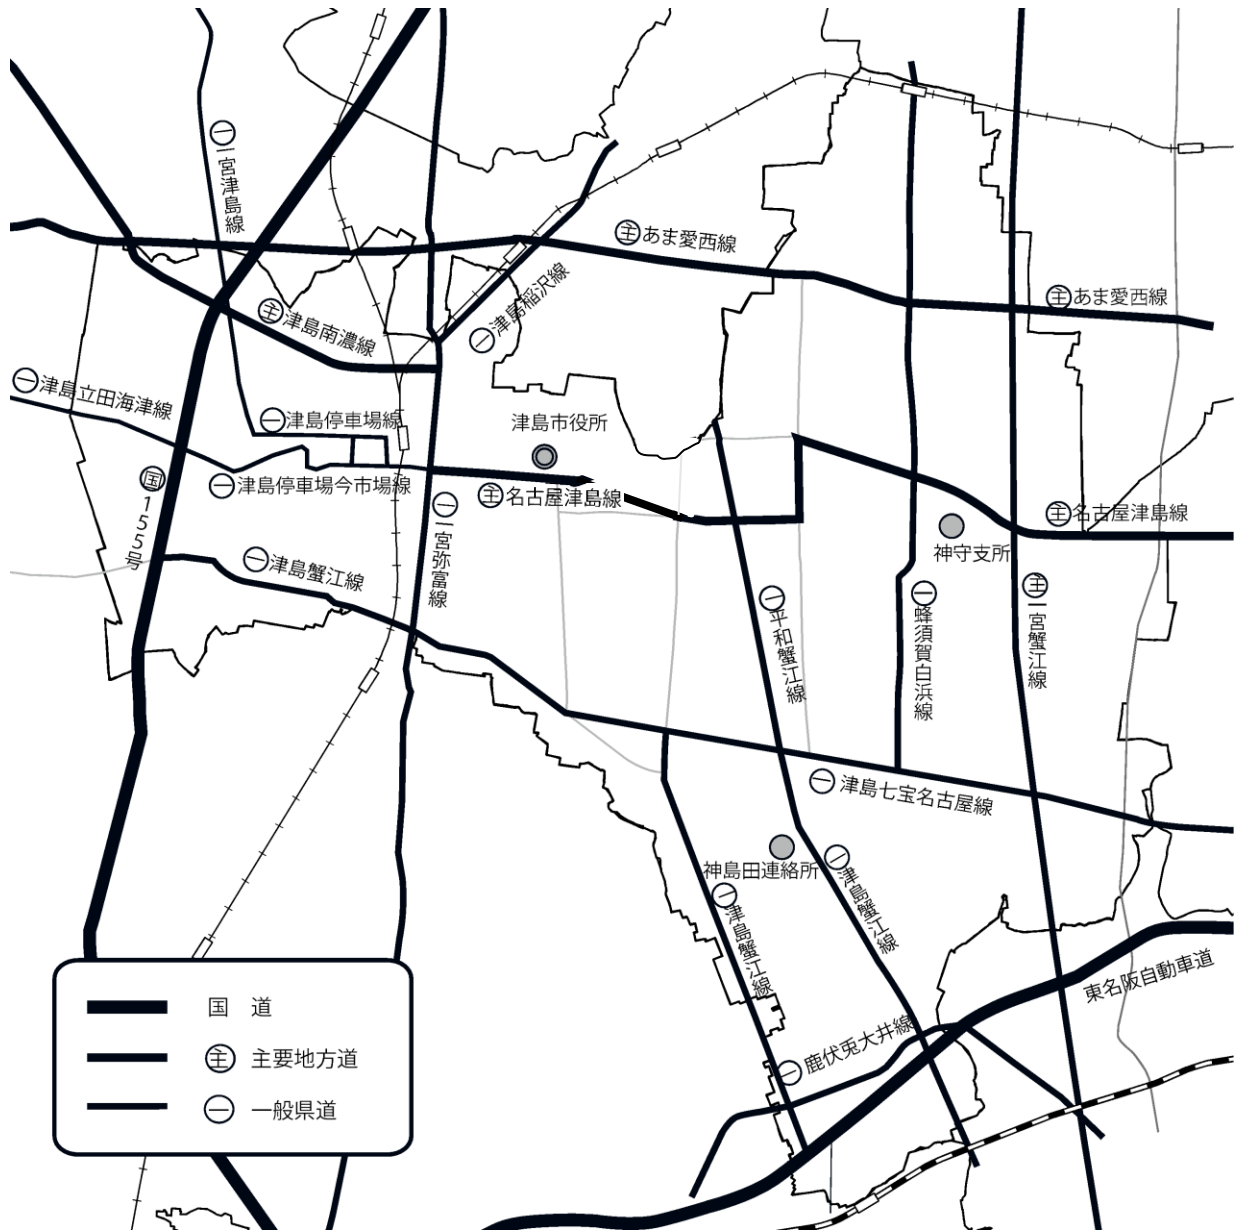 ㊀一宮津島線
㊟あま愛西線
㊟あま愛西線
㊀津島稲沢線
㊟津島南濃線
㊀津島立田海津線
㊀津島停車場線
津島市役所
㊀津島停車場今市場線
㊟名古屋津島線
㊟名古屋津島線
国155号
㊀一宮弥富線
神守支所
㊀津島蟹江線
㊀平和蟹江線
㊀蜂須賀白浜線
㊟一宮蟹江線
㊀津島七宝名古屋線
神島田連絡所
㊀津島蟹江線
㊀津島蟹江線
東名阪自動車道
㊀鹿伏兎大井線
国 道
主 主要地方道
㊀ 一般県道